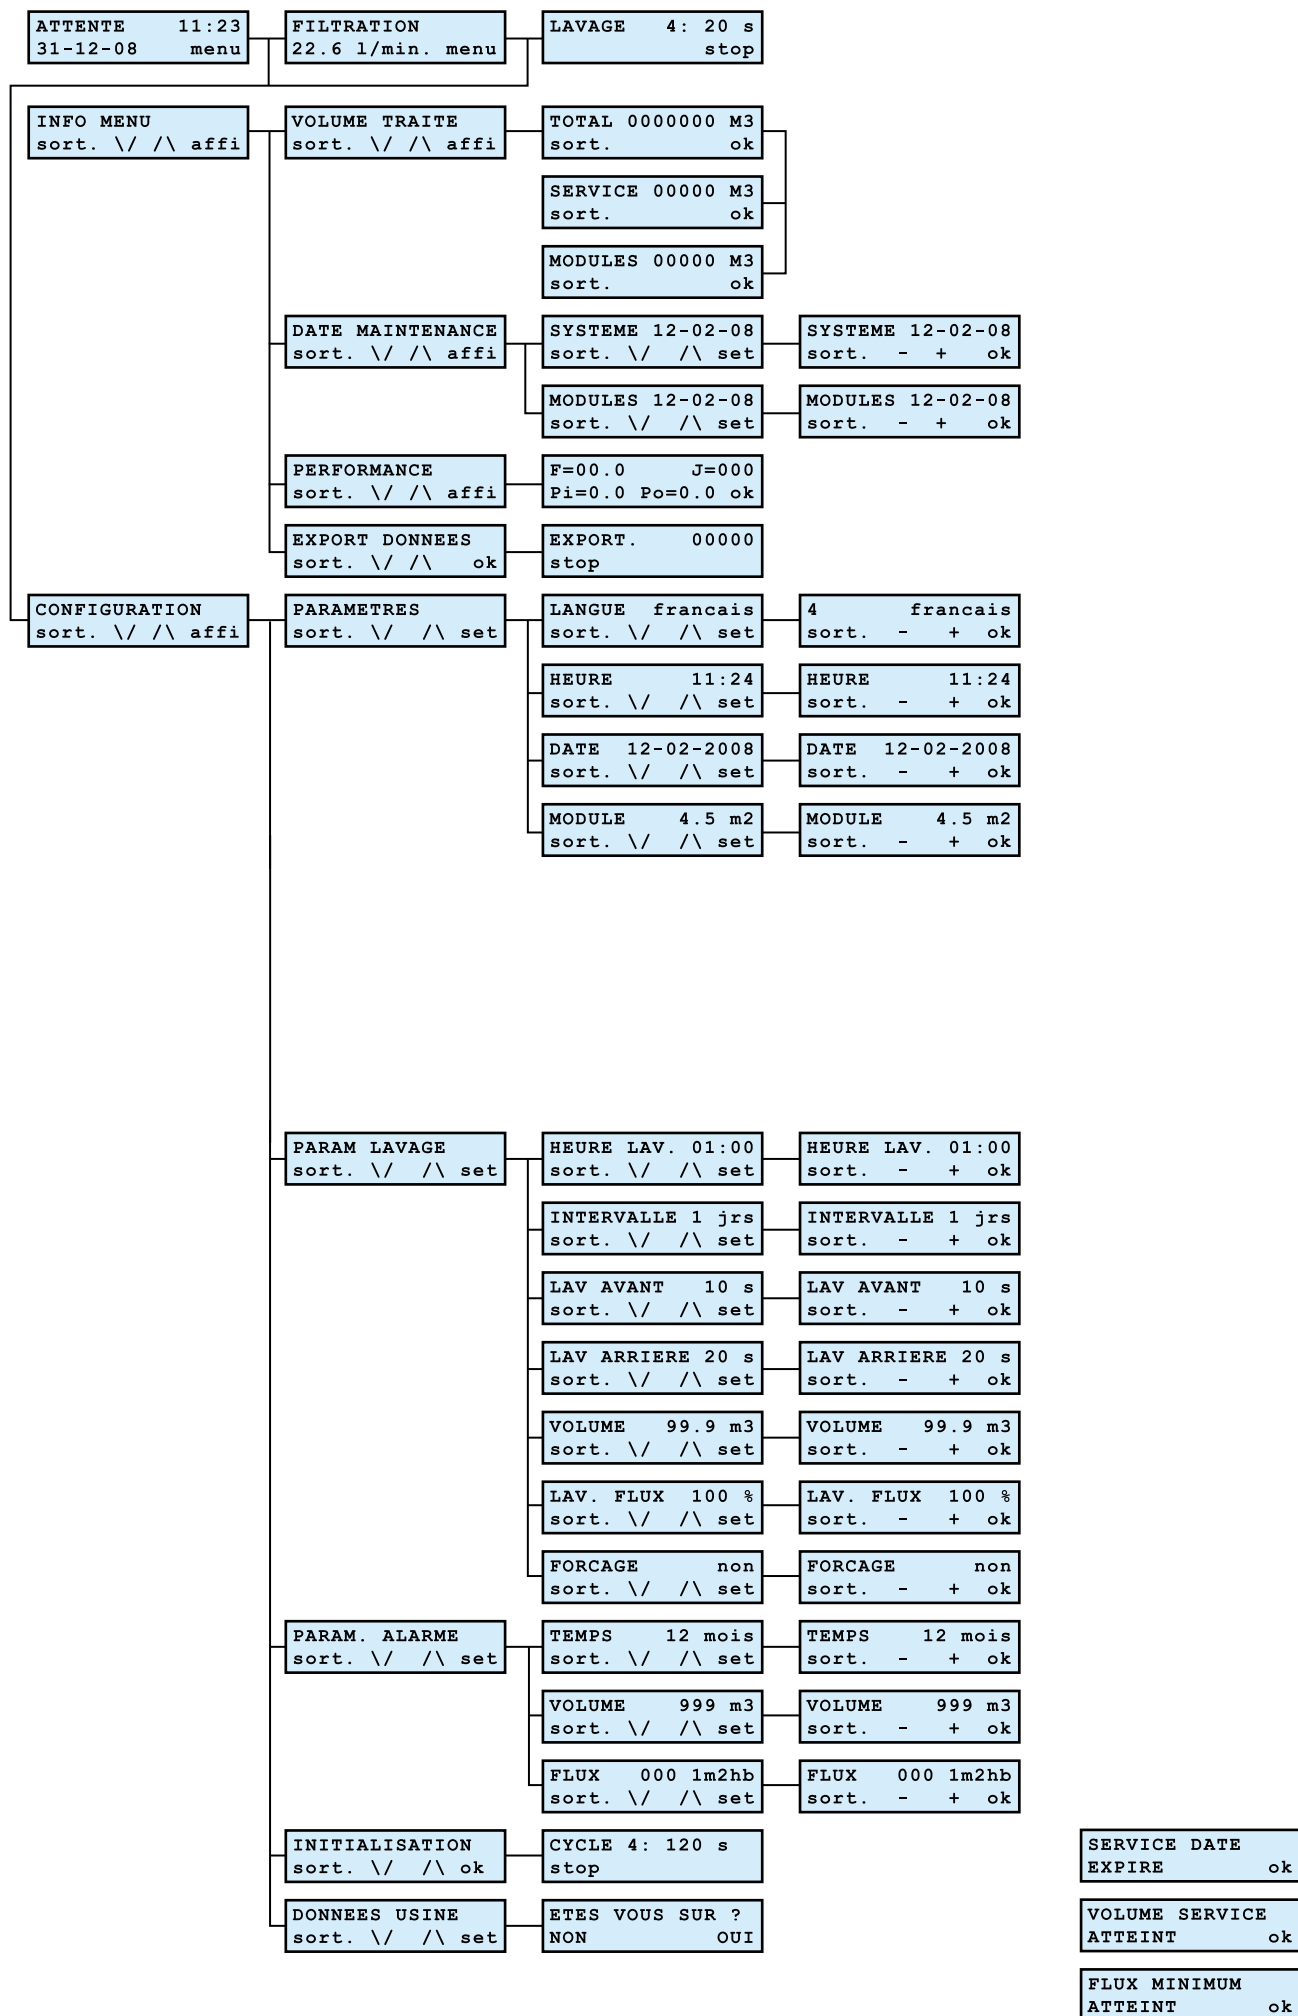 ATTENTE 11:23
31-12-08 menu
FILTRATION
22.6 l/min. menu
LAVAGE 4: 20 s
stop
INFO MENU
sort. \/ /\ affi
VOLUME TRAITE
sort. \/ /\ affi
TOTAL 0000000 M3
sort. ok
SERVICE 00000 M3
sort. ok
MODULES 00000 M3
sort. ok
DATE MAINTENANCE
sort. \/ /\ affi
SYSTEME 12-02-08
sort. \/ /\ set
SYSTEME 12-02-08
sort. - + ok
MODULES 12-02-08
sort. \/ /\ set
MODULES 12-02-08
sort. - + ok
PERFORMANCE
sort. \/ /\ affi
F=00.0 J=000
Pi=0.0 Po=0.0 ok
EXPORT DONNEES
sort. \/ /\ ok
EXPORT. 00000
stop
CONFIGURATION
sort. \/ /\ affi
PARAMETRES
sort. \/ /\ set
LANGUE francais
sort. \/ /\ set
4 francais
sort. - + ok
HEURE 11:24
sort. \/ /\ set
HEURE 11:24
sort. - + ok
DATE 12-02-2008
sort. \/ /\ set
DATE 12-02-2008
sort. - + ok
MODULE 4.5 m2
sort. \/ /\ set
MODULE 4.5 m2
sort. - + ok
PARAM LAVAGE
sort. \/ /\ set
HEURE LAV. 01:00
sort. \/ /\ set
HEURE LAV. 01:00
sort. - + ok
INTERVALLE 1 jrs
sort. \/ /\ set
INTERVALLE 1 jrs
sort. - + ok
LAV AVANT 10 s
sort. \/ /\ set
LAV AVANT 10 s
sort. - + ok
LAV ARRIERE 20 s
sort. \/ /\ set
LAV ARRIERE 20 s
sort. - + ok
VOLUME 99.9 m3
sort. \/ /\ set
VOLUME 99.9 m3
sort. - + ok
LAV. FLUX 100 %
sort. \/ /\ set
LAV. FLUX 100 %
sort. - + ok
FORCAGE non
sort. \/ /\ set
FORCAGE non
sort. - + ok
PARAM. ALARME
sort. \/ /\ set
TEMPS 12 mois
sort. \/ /\ set
TEMPS 12 mois
sort. - + ok
VOLUME 999 m3
sort. \/ /\ set
VOLUME 999 m3
sort. - + ok
FLUX 000 1m2hb
sort. \/ /\ set
FLUX 000 1m2hb
sort. - + ok
INITIALISATION
sort. \/ /\ ok
CYCLE 4: 120 s
stop
DONNEES USINE
sort. \/ /\ set
ETES VOUS SUR ?
NON OUI
SERVICE DATE
EXPIRE ok
VOLUME SERVICE
ATTEINT ok
FLUX MINIMUM
ATTEINT ok